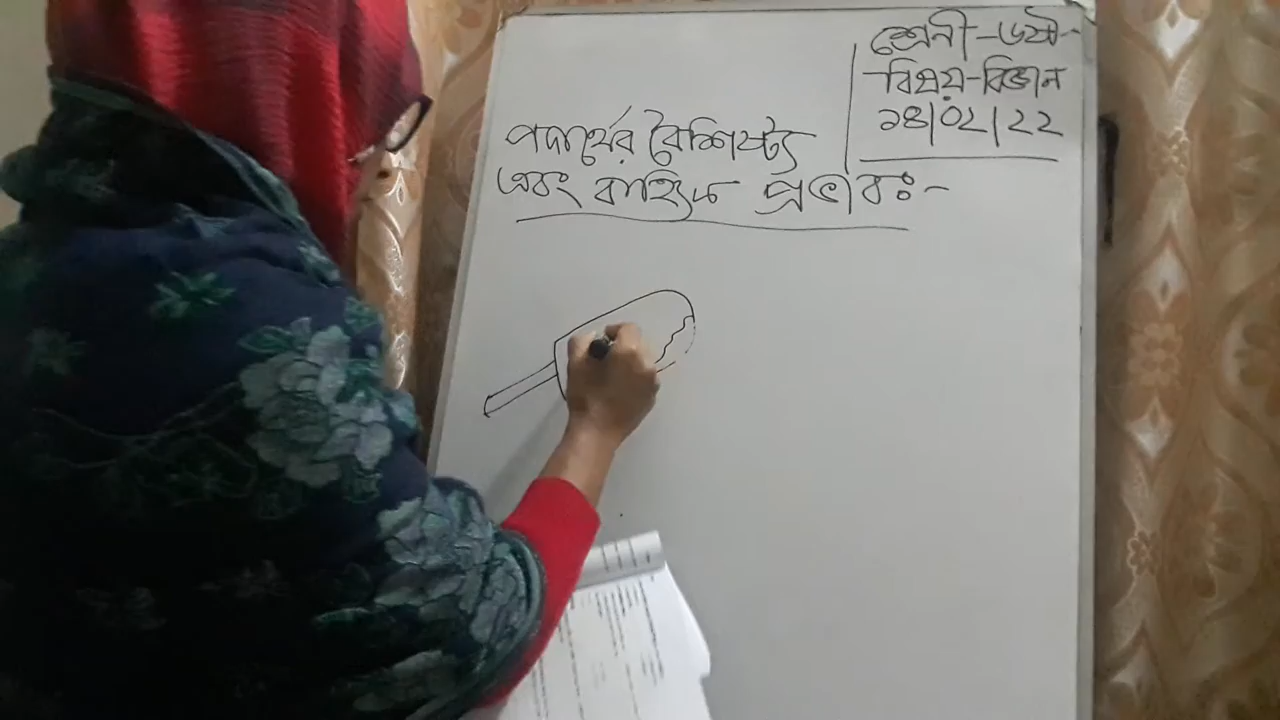 শ্রেনী-৬ষ্ঠ-
বিষয়-বিজ্ঞান
১৪/০২/২২
পদার্থের বৈশিষ্ট্য
এবং বাহ্যিক প্রভাবঃ-